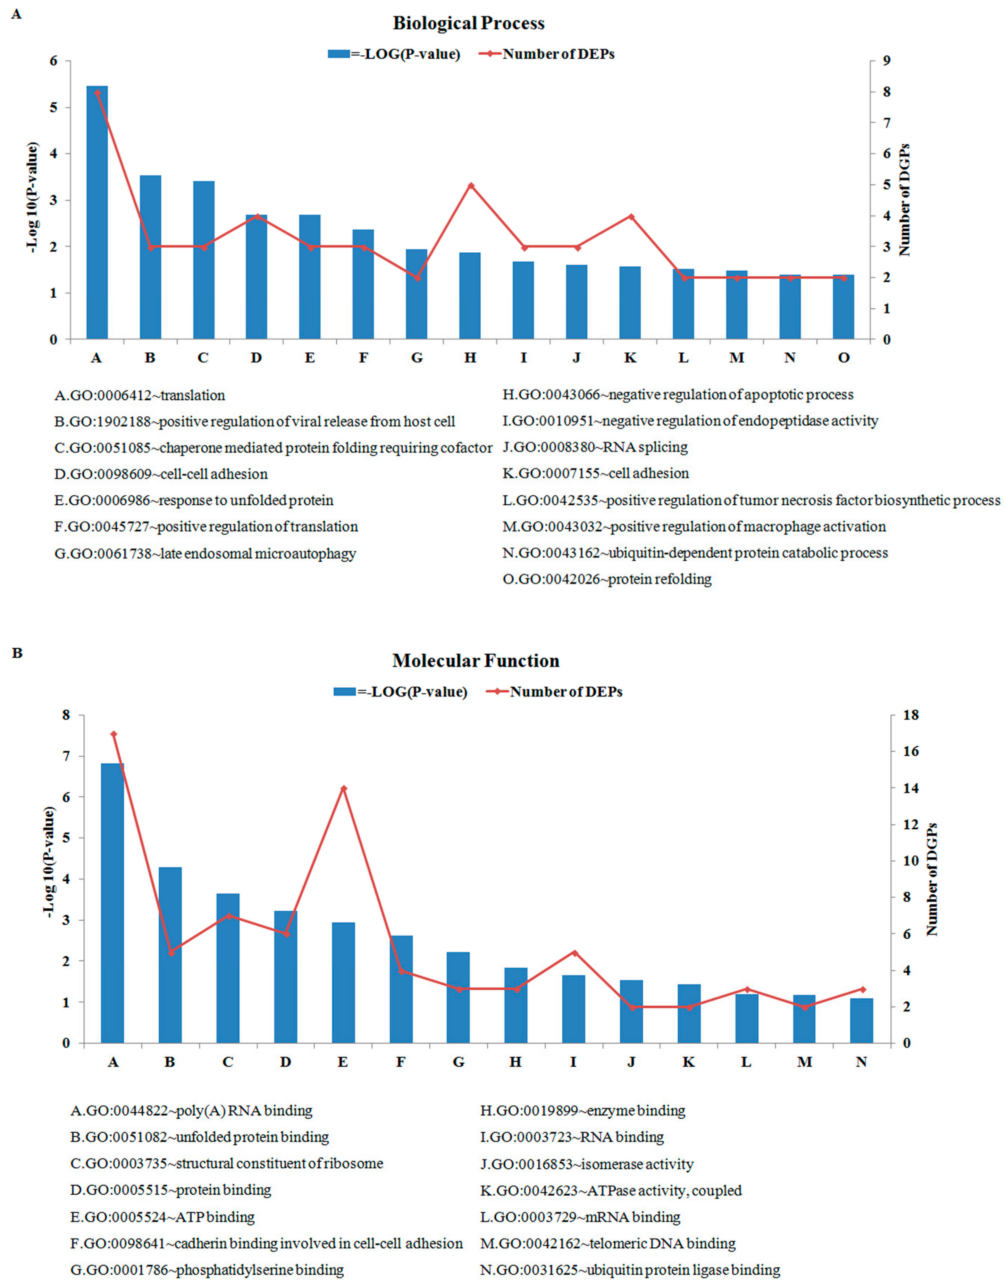 A
Biological Process
=-LOG(P-value) Number of DEPs
6
5
4
3
2
1
0
-Log 10(P-value)
9
8
7
6
5
4
3
2
1
0
Number of DGPs
A B C D E F G H I J K L M N O
A.GO:0006412~translation
B.GO:1902188~positive regulation of viral release from host cell
C.GO:0051085~chaperone mediated protein folding requiring cofactor
D.GO:0098609~cell-cell adhesion
E.GO:0006986~response to unfolded protein
F.GO:0045727~positive regulation of translation
G.GO:0061738~late endosomal microautophagy
H.GO:0043066~negative regulation of apoptotic process
I.GO:0010951~negative regulation of endopeptidase activity
J.GO:0008380~RNA splicing
K.GO:0007155~cell adhesion
L.GO:0042535~positive regulation of tumor necrosis factor biosynthetic process
M.GO:0043032~positive regulation of macrophage activation
N.GO:0043162~ubiquitin-dependent protein catabolic process
O.GO:0042026~protein refolding
B
Molecular Function
=-LOG(P-value) Number of DEPs
8
7
6
5
4
3
2
1
0
-Log 10(P-value)
18
16
14
12
10
8
6
4
2
0
Number of DGPs
A B C D E F G H I J K L M N
A.GO:0044822~poly(A) RNA binding
B.GO:0051082~unfolded protein binding
C.GO:0003735~structural constituent of ribosome
D.GO:0005515~protein binding
E.GO:0005524~ATP binding
F.GO:0098641~cadherin binding involved in cell-cell adhesion
G.GO:0001786~phosphatidylserine binding
H.GO:0019899~enzyme binding
I.GO:0003723~RNA binding
J.GO:0016853~isomerase activity
K.GO:0042623~ATPase activity, coupled
L.GO:0003729~mRNA binding
M.GO:0042162~telomeric DNA binding
N.GO:0031625~ubiquitin protein ligase binding